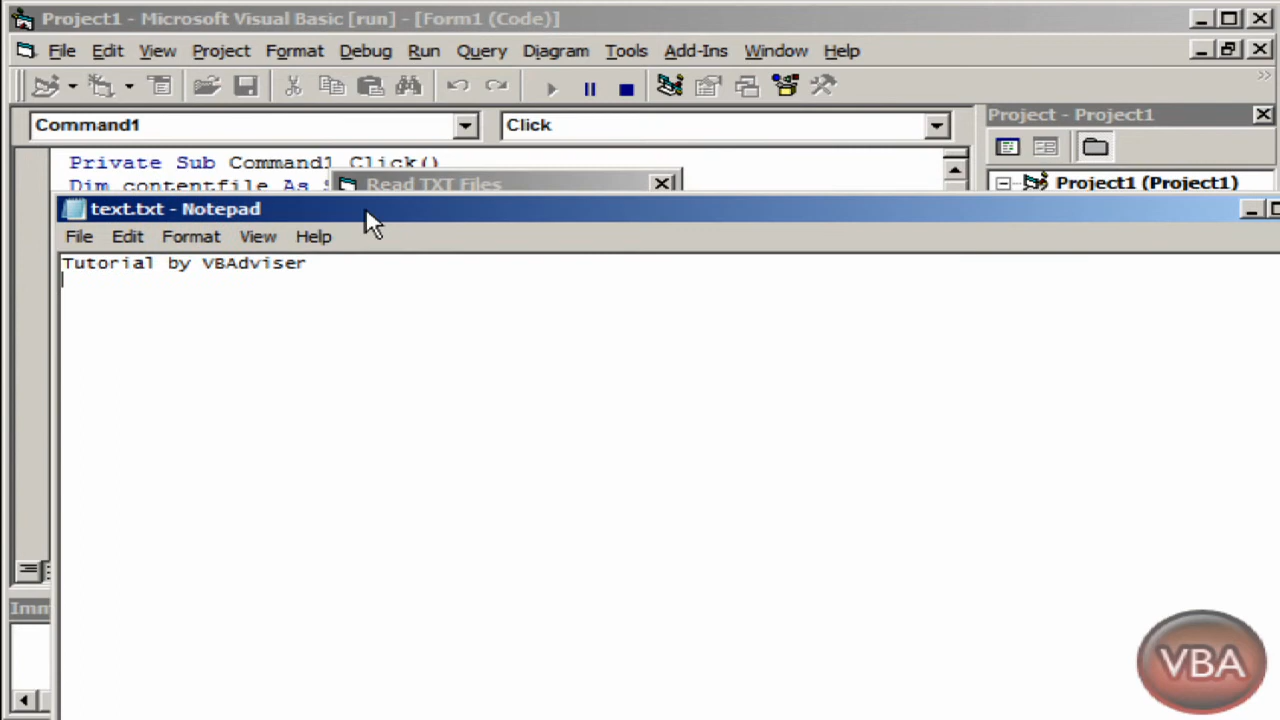 Project1 - Microsoft Visual Basic [run] - [Form1 (Code)]
File Edit View Project Format Debug Run Query Diagram Tools Add-Ins Window Help
Command1 Click Project - Project1
Private Sub Command1_Click()
Dim contentfile As
Read TXT Files
Project1 (Project1)
text.txt - Notepad
File Edit Format View Help
Tutorial by VBAdviser
Imm
VBA